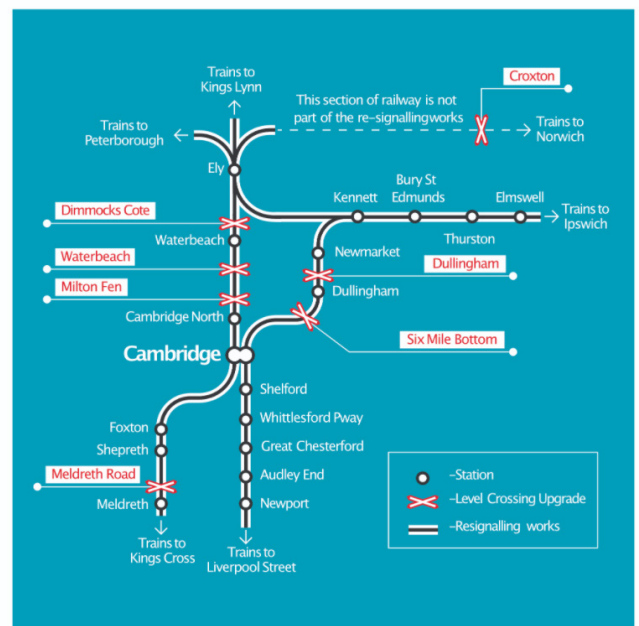 Trains to
Kings Lynn
Croxton
This section of railway is not
part of the re-signallingworks
Trains to
Peterborough
Trains to
Norwich
Ely
Bury St
Edmunds
Kennett
Elmswell
Dimmocks Cote
Trains to
Ipswich
Waterbeach
Thurston
Newmarket
Waterbeach
Dullingham
Milton Fen
Dullingham
Cambridge North
Six Mile Bottom
Cambridge
Shelford
Whittlesford Pway
Foxton
Great Chesterford
Shepreth
Meldreth Road
Audley End
Meldreth
Newport
–Station
–Level Crossing Upgrade
–Resignalling works
Trains to
Kings Cross
Trains to
Liverpool Street